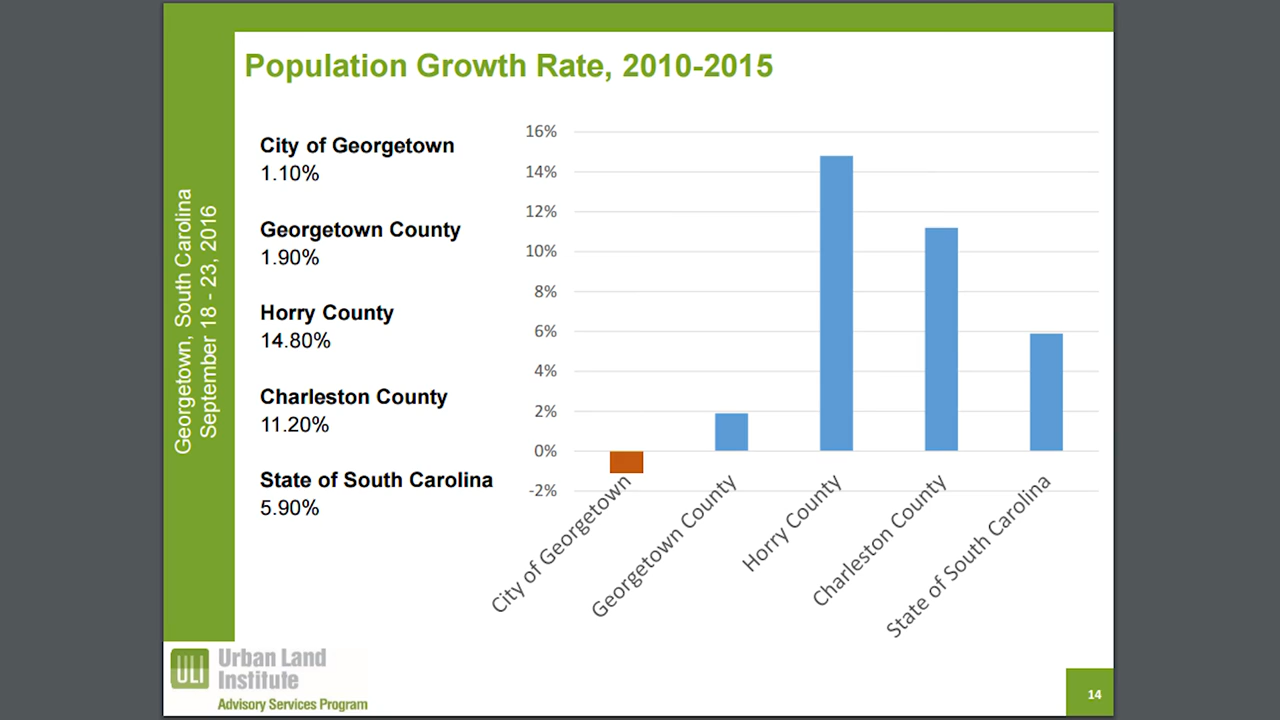 Population Growth Rate, 2010-2015
Georgetown, South Carolina
September 18 - 23, 2016
City of Georgetown
1.10%
Georgetown County
1.90%
Horry County
14.80%
Charleston County
11.20%
State of South Carolina
5.90%
16%
14%
12%
10%
8%
6%
4%
2%
0%
-2%
City of Georgetown
Georgetown County
Horry County
Charleston County
State of South Carolina
ULI
Urban Land
Institute
Advisory Services Program
14